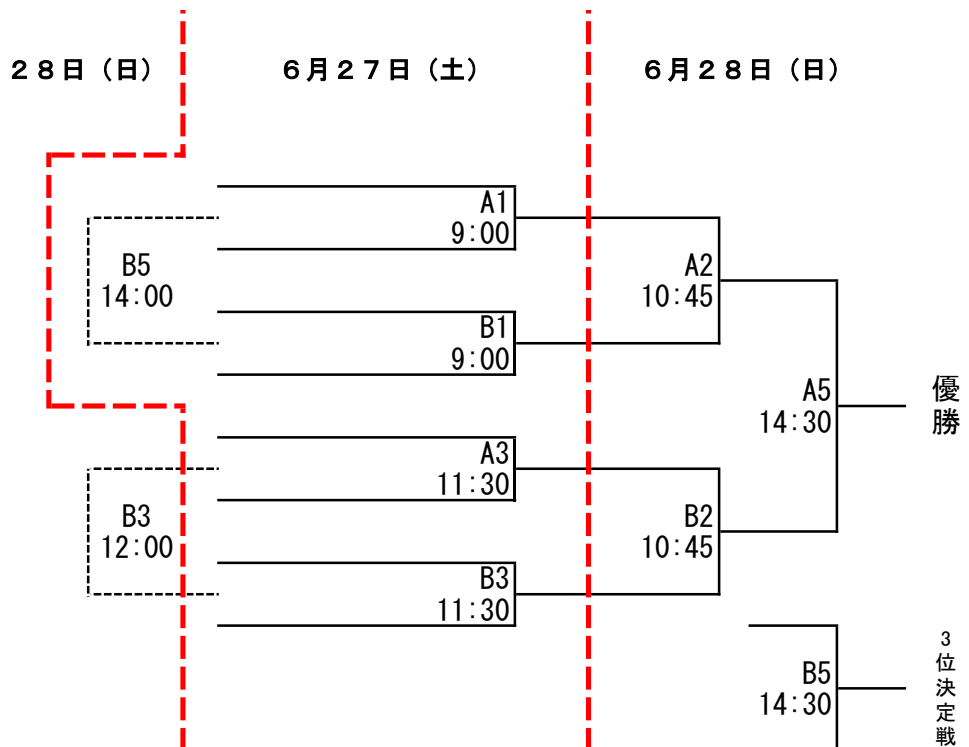 ２８日（日）
６月２７日（土）
６月２８日（日）
A1
9:00
B5
14:00
A2
10:45
B1
9:00
A5
14:30
優勝
A3
11:30
B3
12:00
B2
10:45
B3
11:30
B5
14:30
3位決定戦